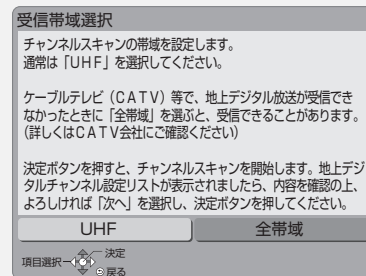 受信帯域選択
チャンネルスキャンの帯域を設定します。
通常は「UHF」を選択してください。
ケーブルテレビ(CATV)等で、地上デジタル放送が受信でき
なかったときに「全帯域」を選ぶと、受信できることがあります。
(詳しくはCATV会社にご確認ください)
決定ボタンを押すと、チャンネルスキャンを開始します。地上デジ
タルチャンネル設定リストが表示されましたら、内容を確認の上、
よろしければ「次へ」を選択し、決定ボタンを押してください。
UHF 全帯域
項目選択 決定
戻る